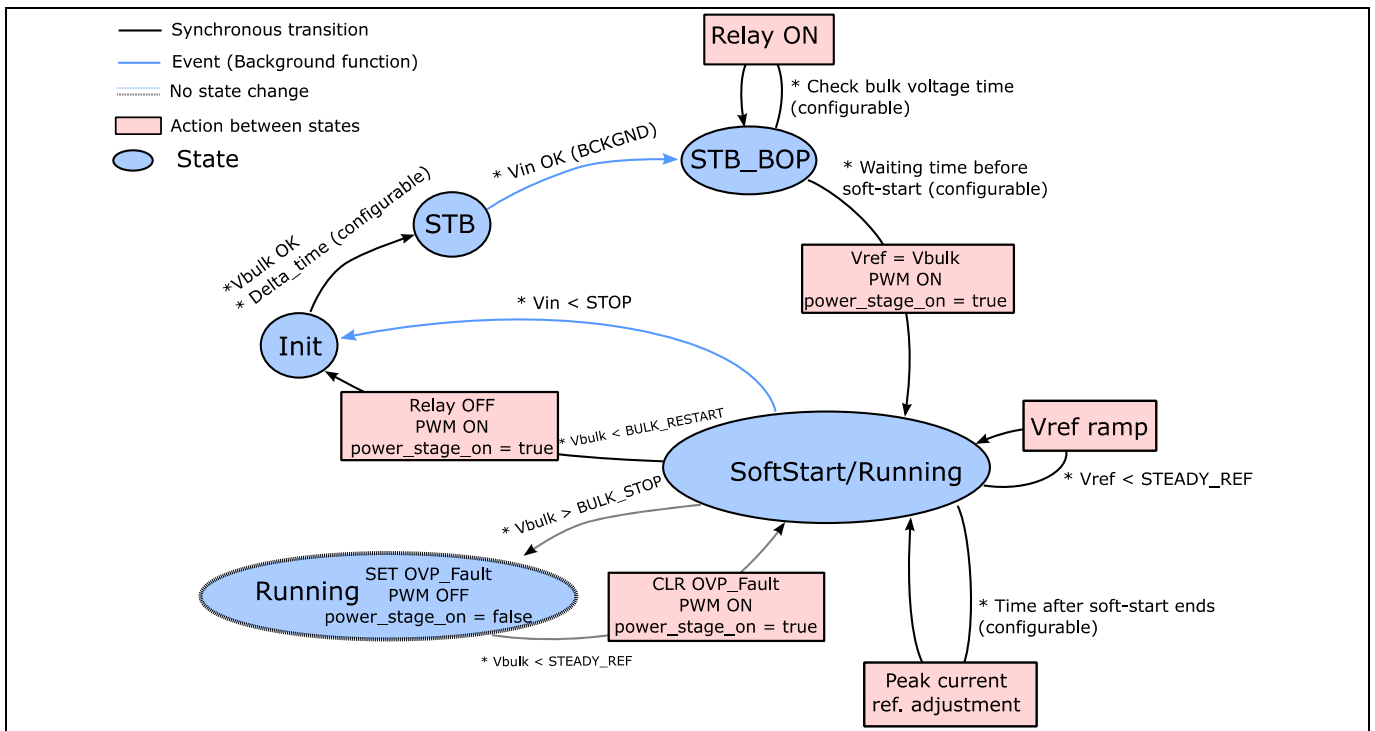 Synchronous transition
Event (Background function)
No state change
Action between states
State
Relay ON
* Check bulk voltage time
(configurable)
STB_BOP
* Vin OK (BCKGND)
* Waiting time before
soft-start (configurable)
STB
*Vbulk OK
* Delta_time (configurable)
Vref = Vbulk
PWM ON
power_stage_on = true
* Vin < STOP
Init
Relay OFF
PWM ON
power_stage_on = true
* Vbulk < BULK_RESTART
Vref ramp
SoftStart/Running
* Vref < STEADY_REF
* Vbulk > BULK_STOP
Running
SET OVP_Fault
PWM OFF
power_stage_on = false
CLR OVP_Fault
PWM ON
power_stage_on = true
* Time after soft-start ends
(configurable)
* Vbulk < STEADY_REF
Peak current
ref. adjustment